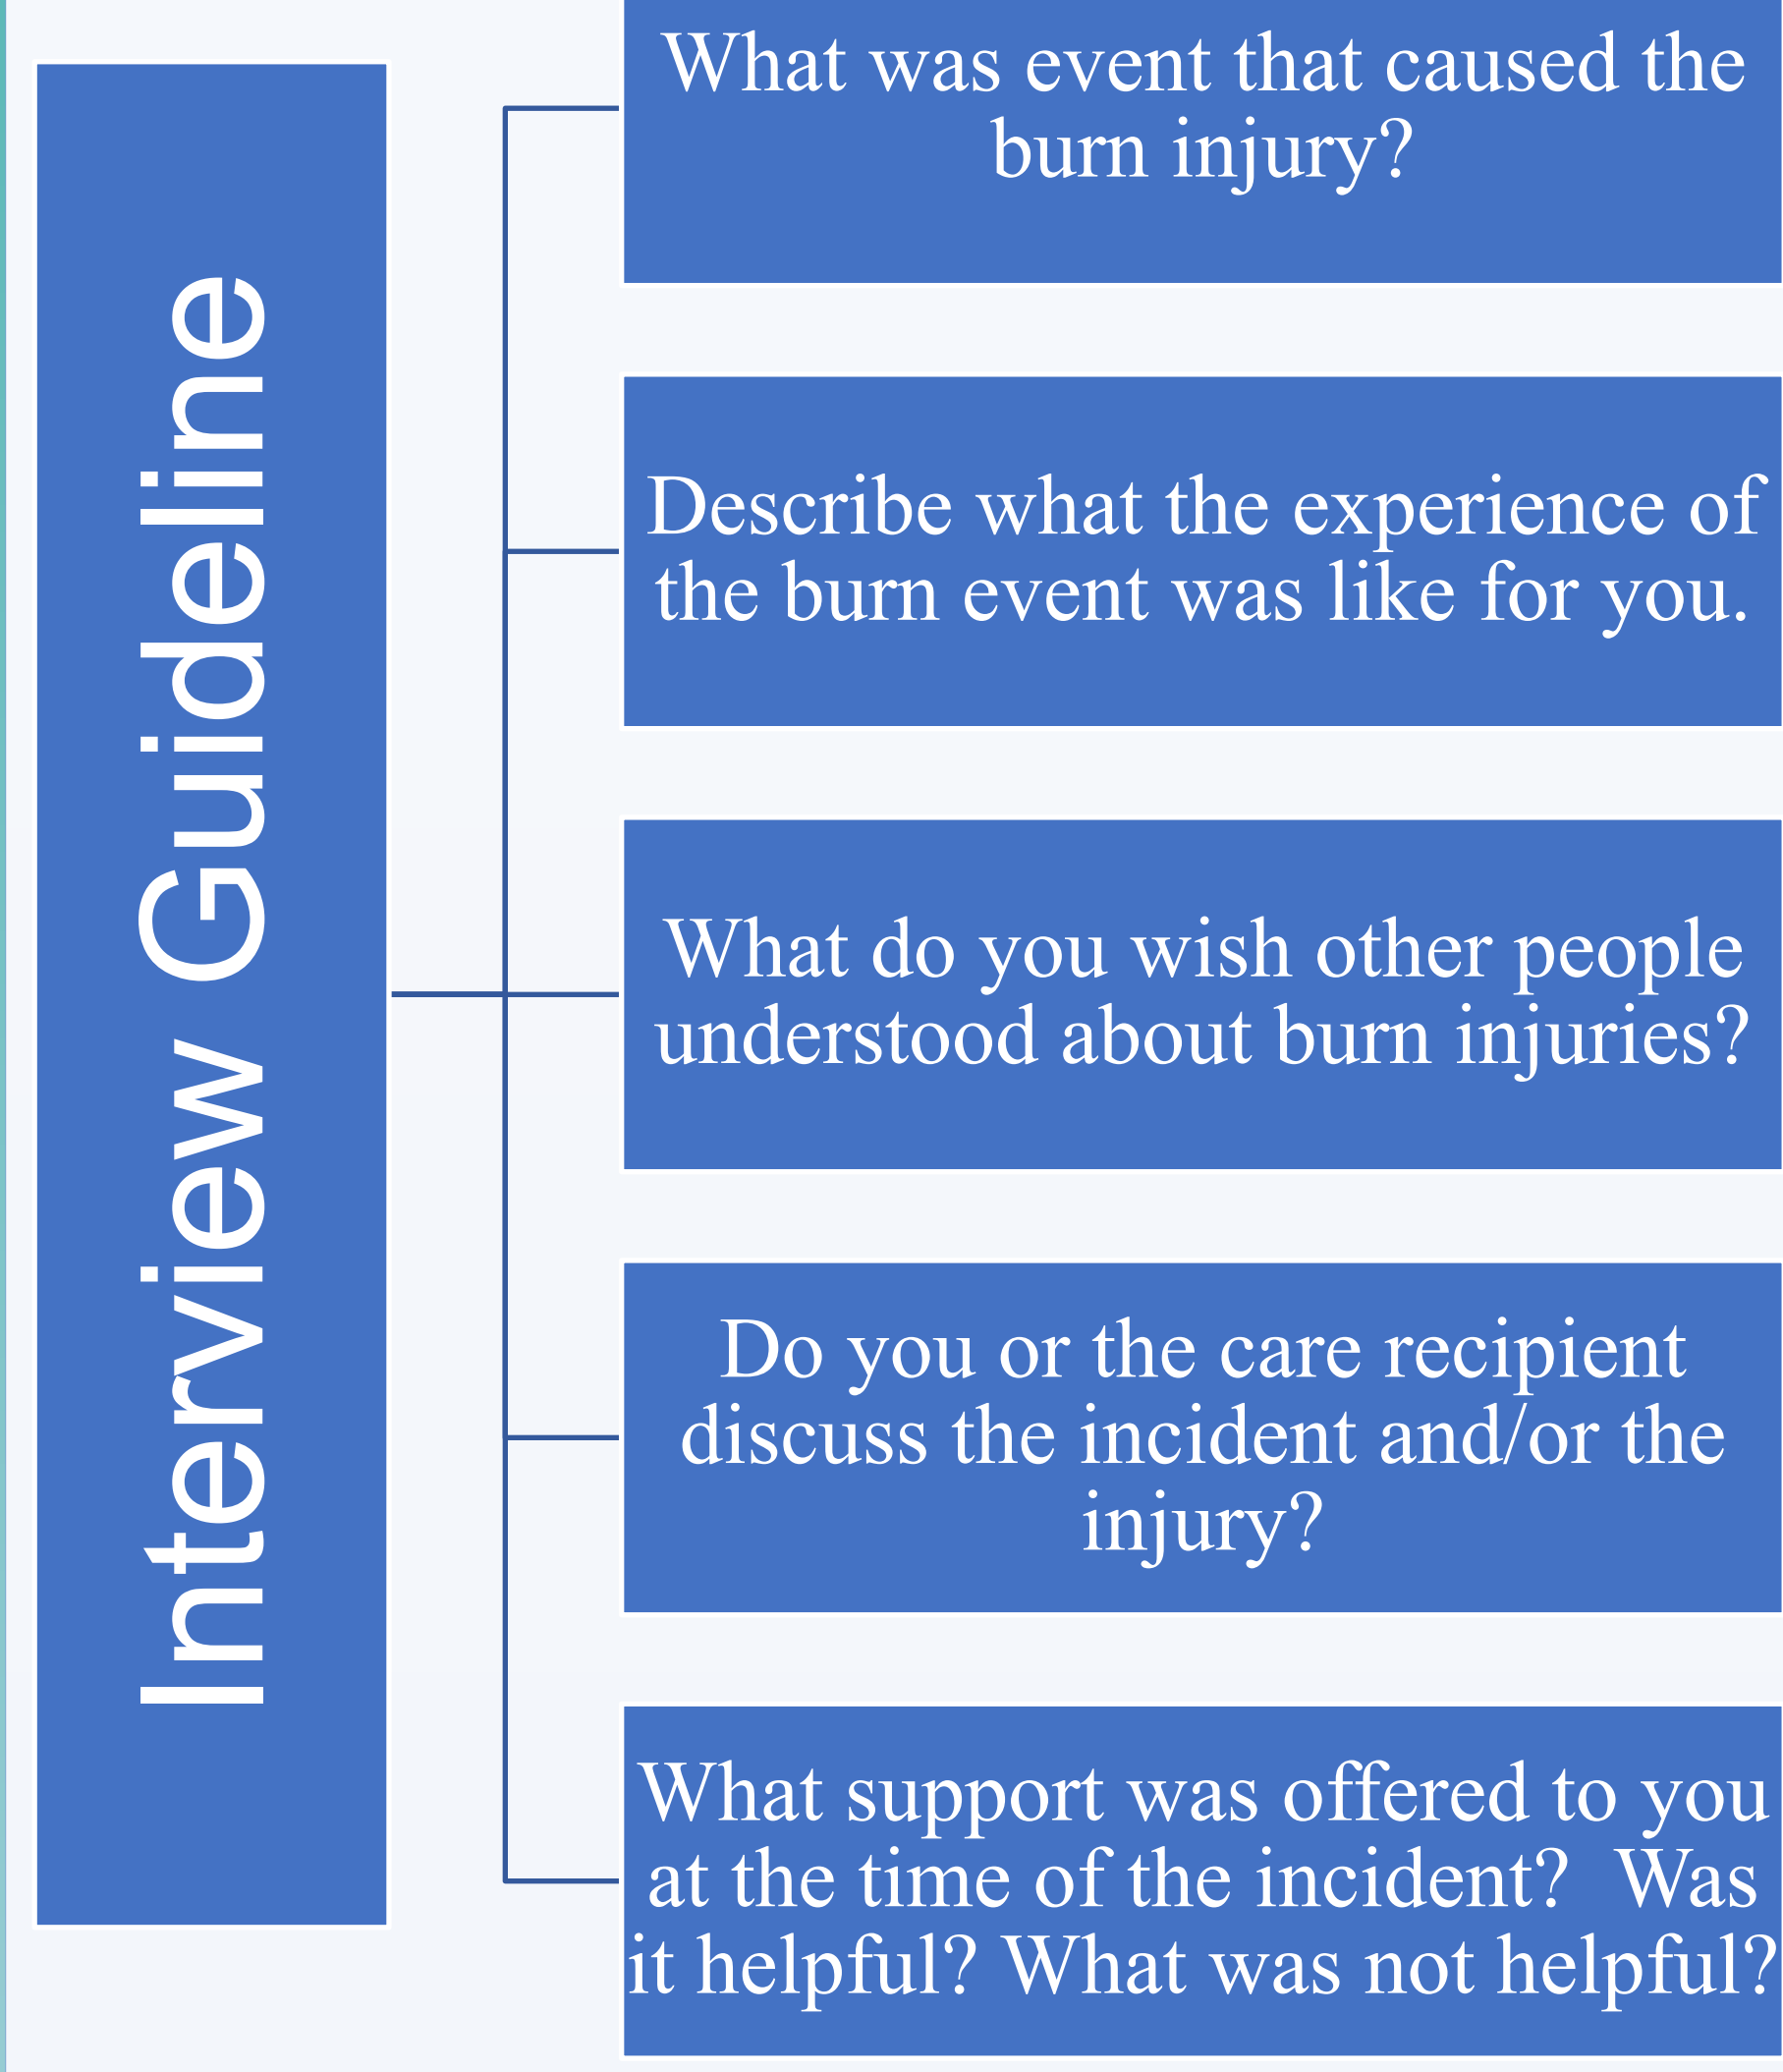 Interview Guideline
What was event that caused the
burn injury?
Describe what the experience of
the burn event was like for you.
What do you wish other people
understood about burn injuries?
Do you or the care recipient
discuss the incident and/or the
injury?
What support was offered to you
at the time of the incident?  Was
it helpful? What was not helpful?